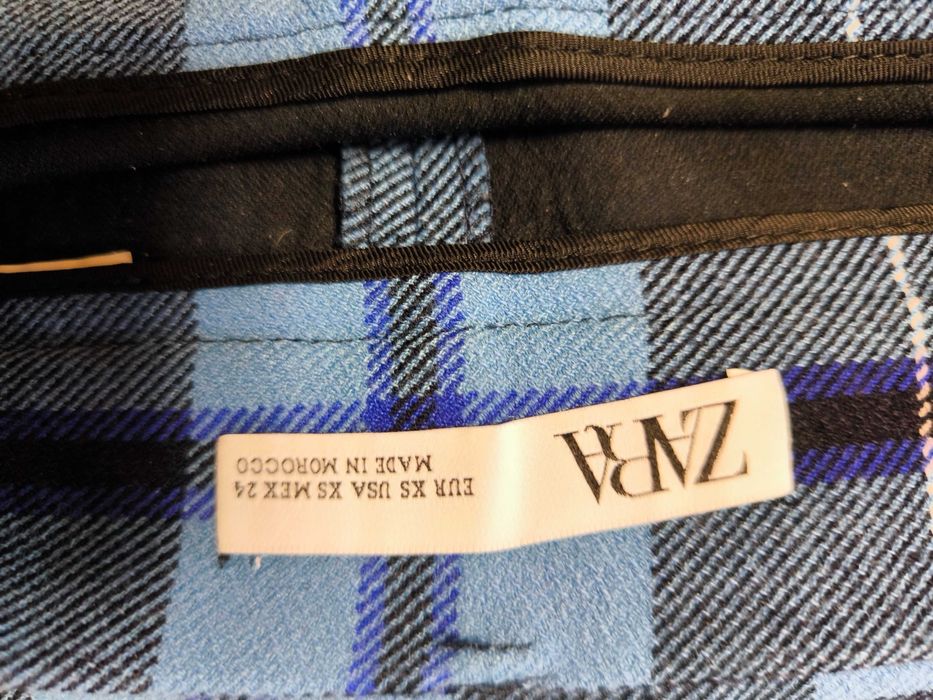 ZARA
EUR XS USA XS MEX 24
MADE IN MOROCCO